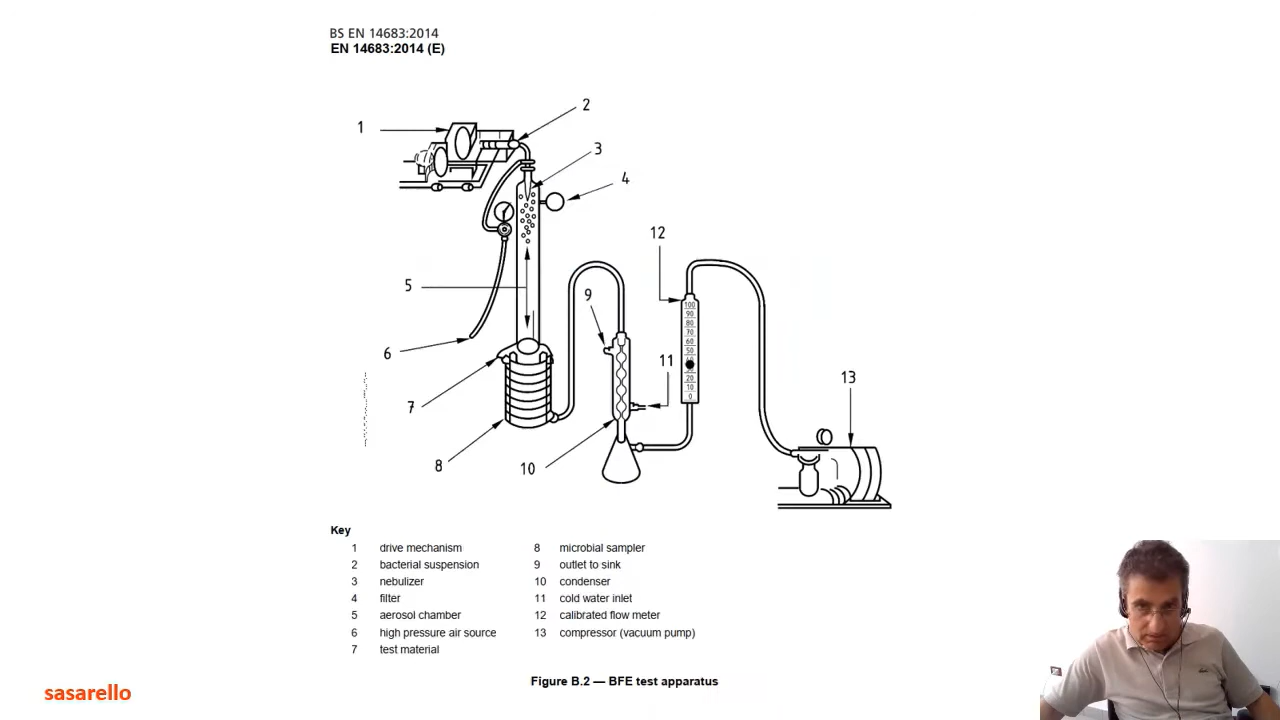 BS EN 14683:2014
EN 14683:2014 (E)
1
2
3
4
5
6
7
8
9
10
11
12
13
100
90
80
70
60
50
20
10
0
Key
1 drive mechanism
2 bacterial suspension
3 nebulizer
4 filter
5 aerosol chamber
6 high pressure air source
7 test material
8 microbial sampler
9 outlet to sink
10 condenser
11 cold water inlet
12 calibrated flow meter
13 compressor (vacuum pump)
Figure B.2 — BFE test apparatus
sasarello